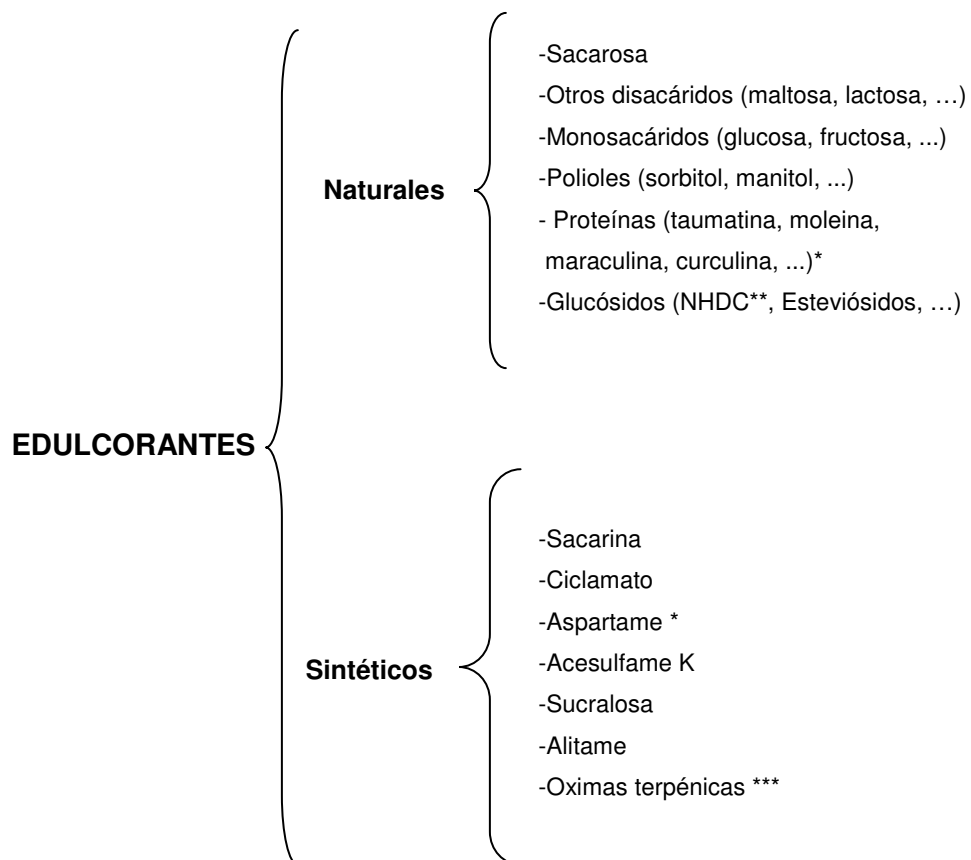 -Sacarosa
-Otros disacáridos (maltosa, lactosa, …)
-Monosacáridos (glucosa, fructosa, ...)
Naturales
-Polioles (sorbitol, manitol, ...)
- Proteínas (taumatina, moleina,
maraculina, curculina, ...)*
-Glucósidos (NHDC**, Esteviósidos, …)
EDULCORANTES
-Sacarina
-Ciclamato
-Aspartame *
Sintéticos
-Acesulfame K
-Sucralosa
-Alitame
-Oximas terpénicas ***